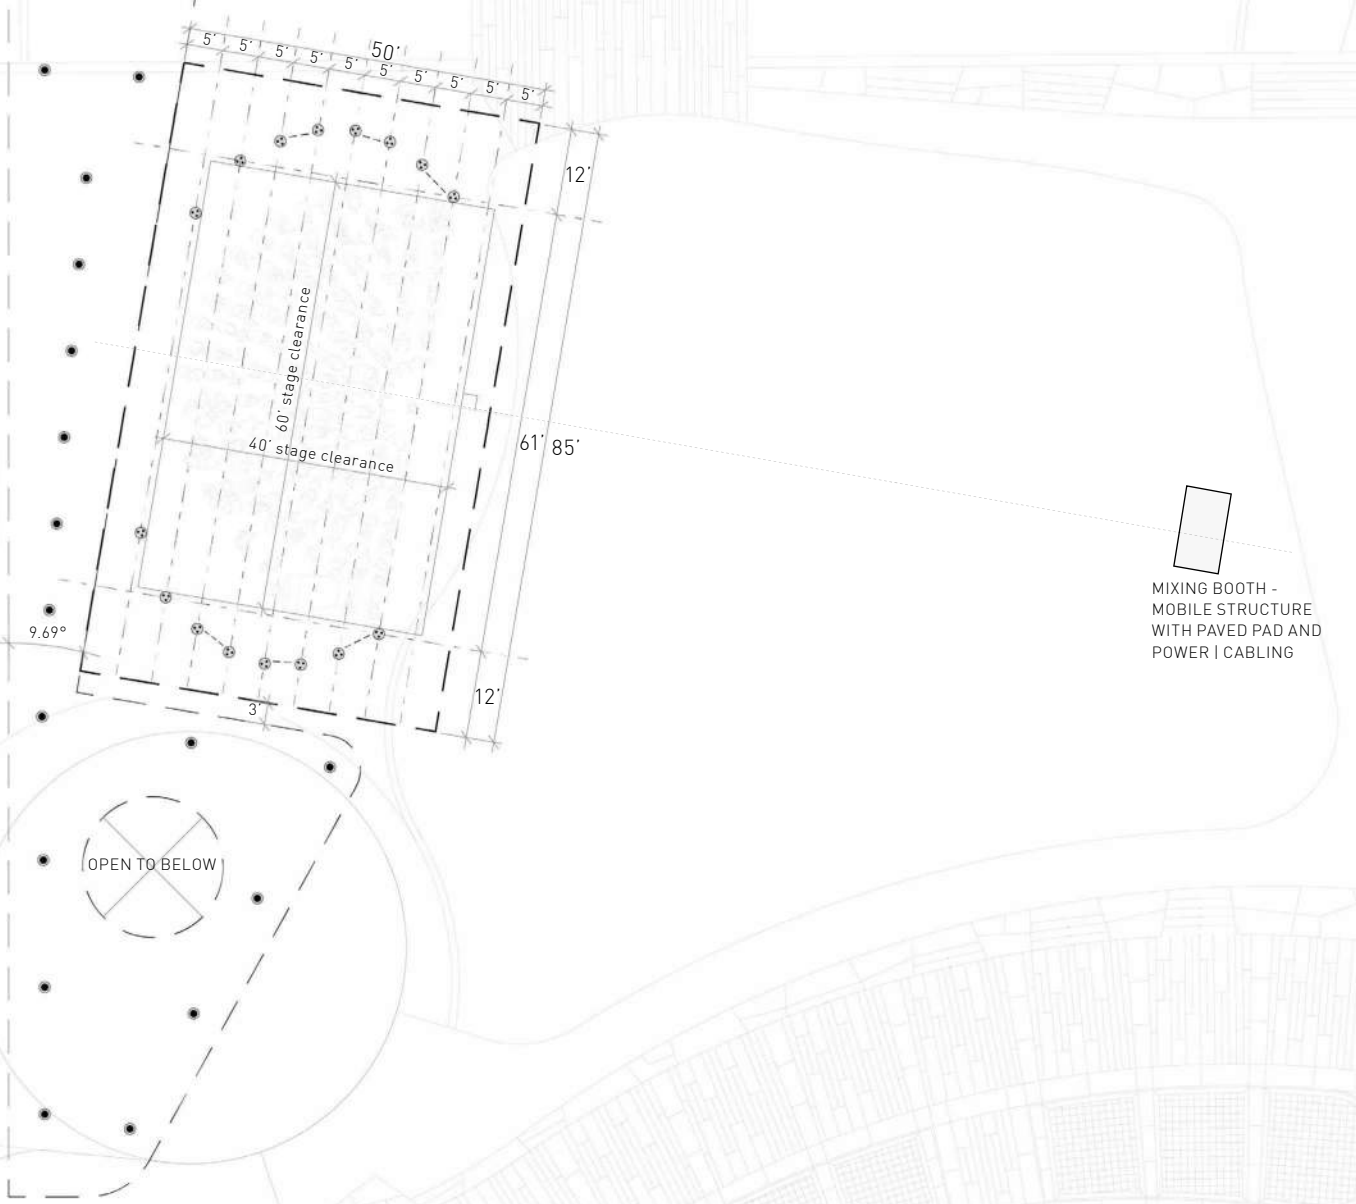 50’
5’
5’
5’
5’
5’
5’
5’
5’
5’
5’
12’
60’ stage clearance
40’ stage clearance
61’
85’
MIXING BOOTH -
MOBILE STRUCTURE
WITH PAVED PAD AND
POWER | CABLING
9.69°
12’
3’
OPEN TO BELOW